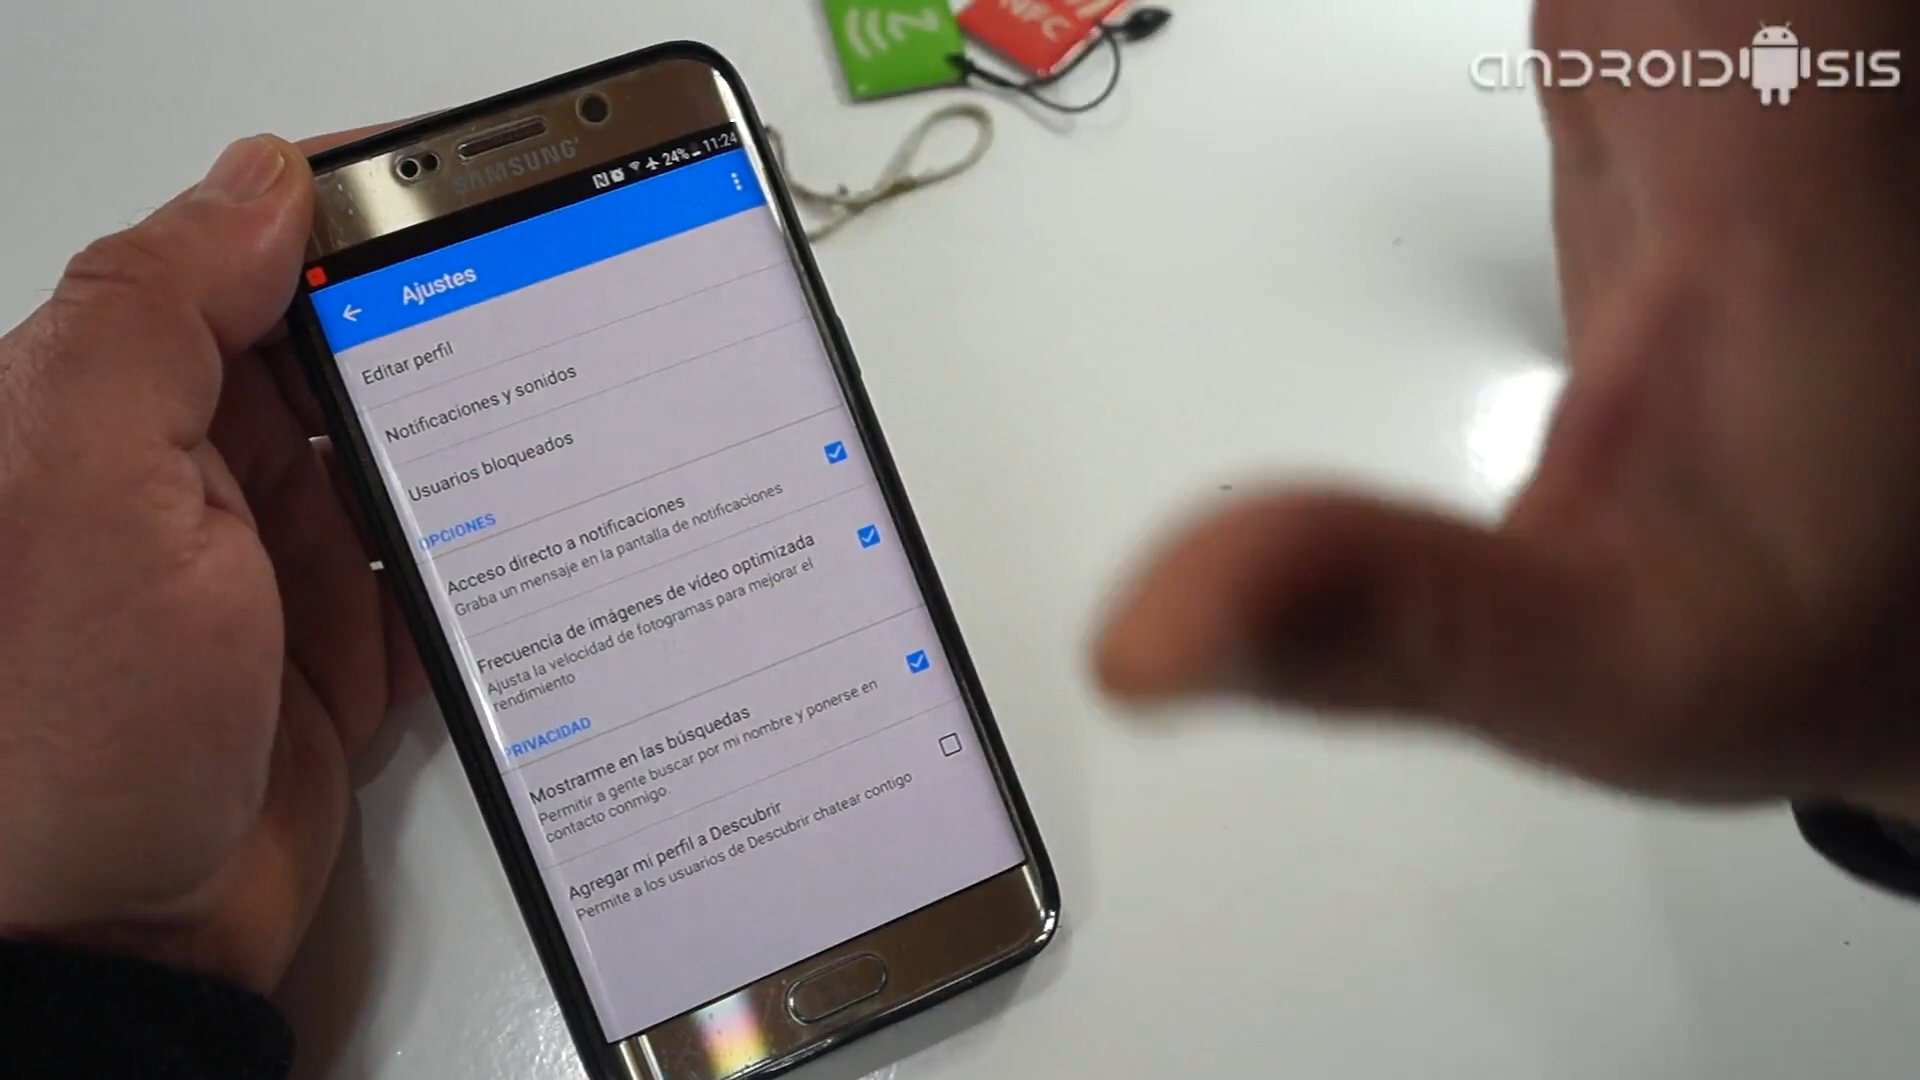 NFC
ANDROIDSIS
SAMSUNG
24% 11:24
Ajustes
Editar perfil
Notificaciones y sonidos
Usuarios bloqueados
OPCIONES
Acceso directo a notificaciones
Graba un mensaje en la pantalla de notificaciones
Frecuencia de imágenes de vídeo optimizada
Ajusta la velocidad de fotogramas para mejorar el
rendimiento
PRIVACIDAD
Mostrarme en las búsquedas
Permitir a gente buscar por mi nombre y ponerse en
contacto conmigo.
Agregar mi perfil a Descubrir
Permite a los usuarios de Descubrir chatear contigo